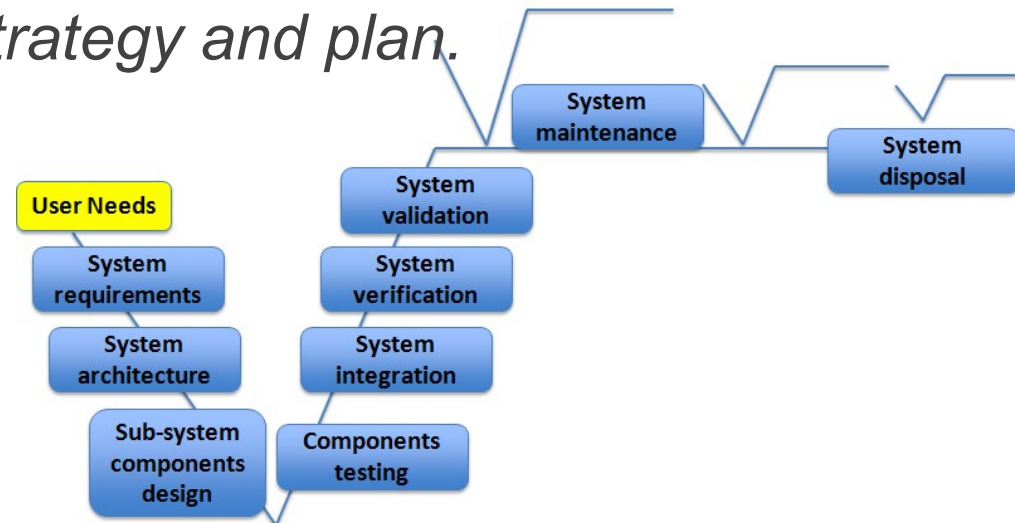 trategy and plan.
System
maintenance
System
disposal
System
validation
User Needs
System
requirements
System
verification
System
architecture
System
integration
Sub-system
components
design
Components
testing